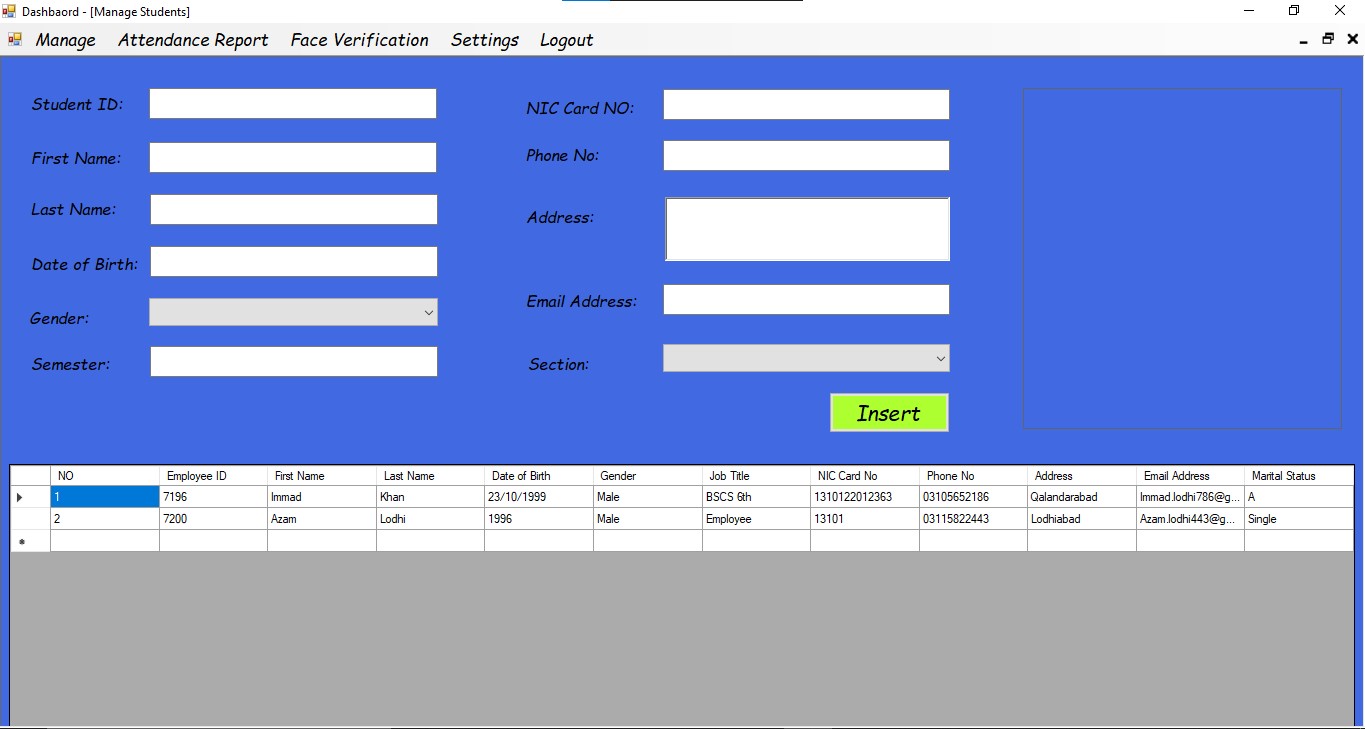 Dashbaord - [Manage Students]
Manage Attendance Report Face Verification Settings Logout
Student ID:
First Name:
Last Name:
Date of Birth:
Gender:
Semester:
NIC Card NO:
Phone No:
Address:
Email Address:
Section:
Insert
NO Employee ID First Name Last Name Date of Birth Gender Job Title NIC Card No Phone No Address Email Address Marital Status
1 7196 Immad Khan 23/10/1999 Male BSCS 6th 1310122012363 03105652186 Qalandarabad Immad.lodhi786@g... A
2 7200 Azam Lodhi 1996 Male Employee 13101 03115822443 Lodhiabad Azam.lodhi443@g... Single